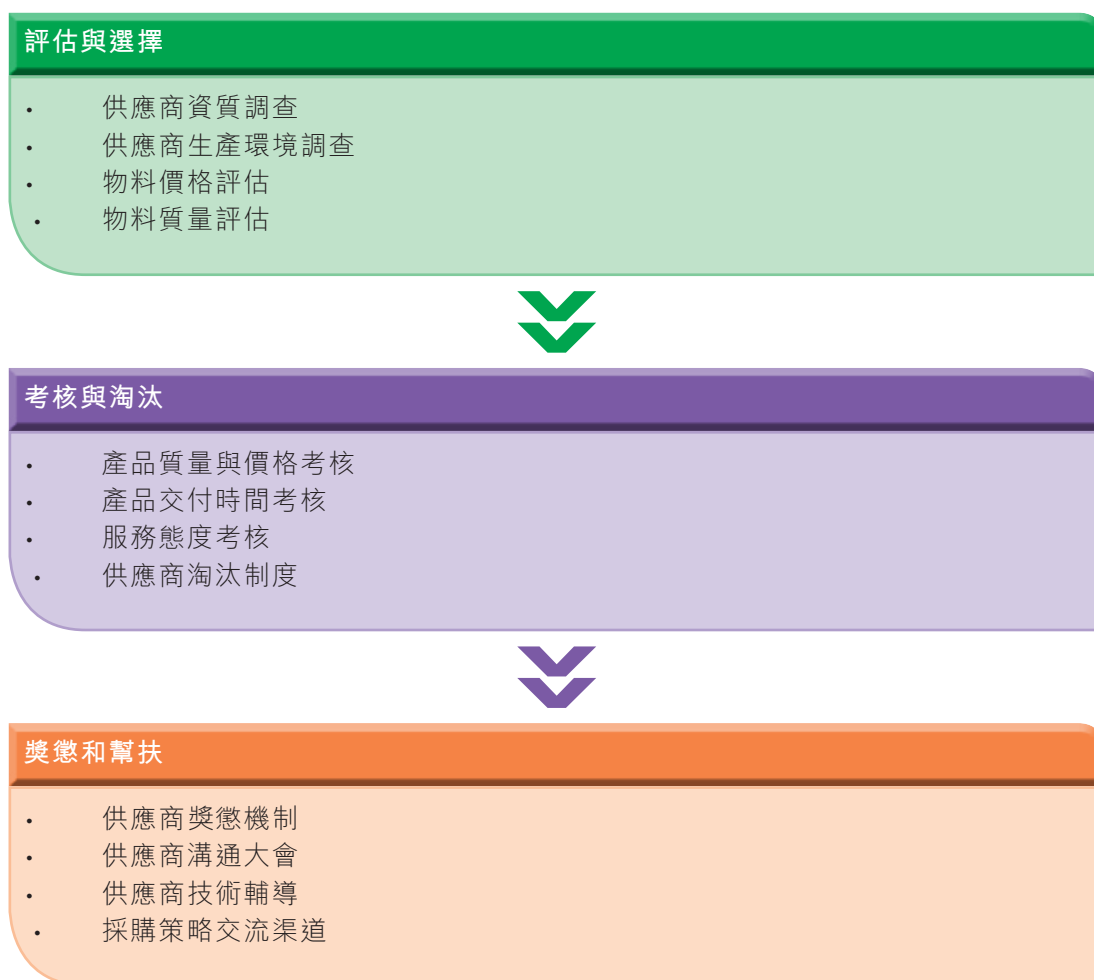 評估與選擇
• 供應商資質調查
• 供應商生產環境調查
• 物料價格評估
• 物料質量評估
考核與淘汰
• 產品質量與價格考核
• 產品交付時間考核
• 服務態度考核
• 供應商淘汰制度
獎懲和幫扶
• 供應商獎懲機制
• 供應商溝通大會
• 供應商技術輔導
• 採購策略交流渠道